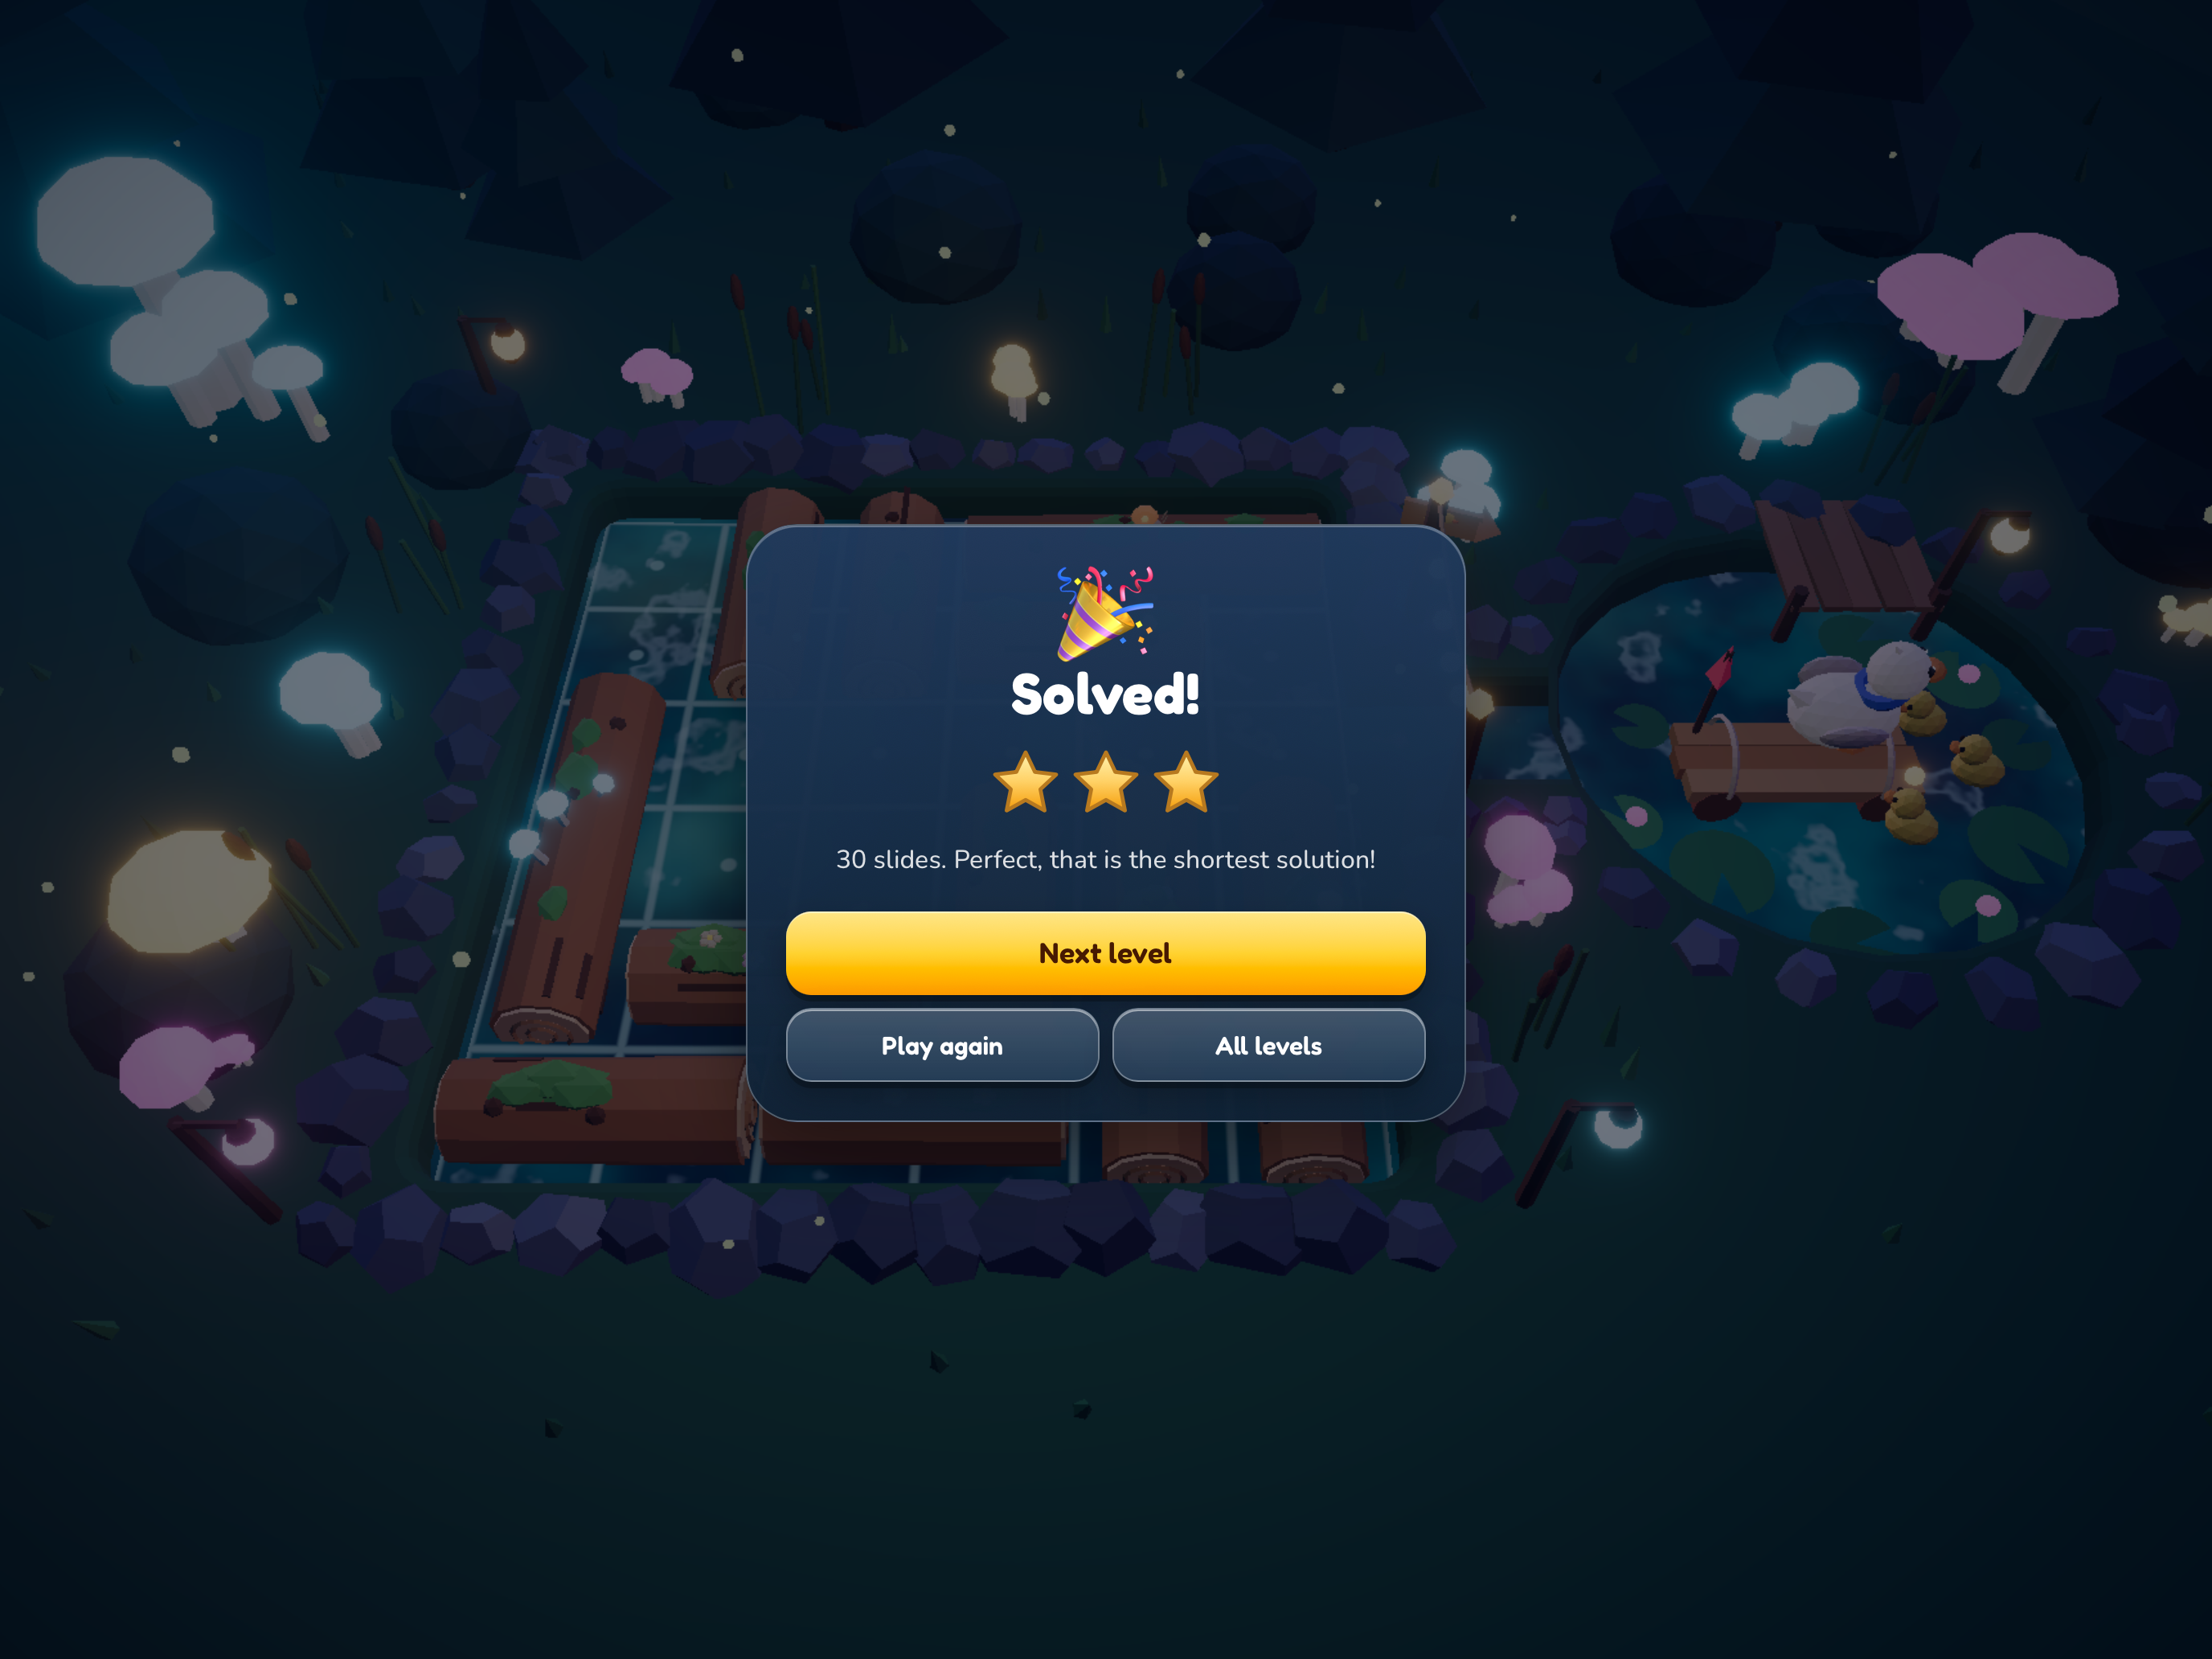 Solved!
30 slides. Perfect, that is the shortest solution!
Next level
Play again
All levels